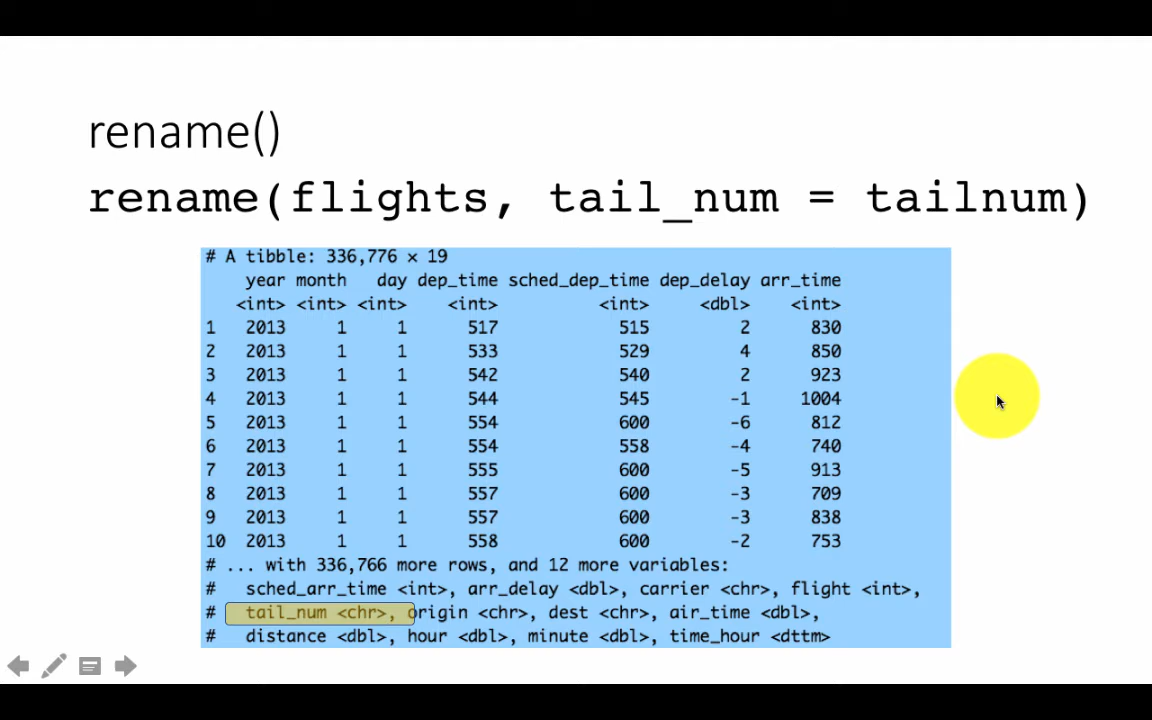 rename()
rename(flights, tail_num = tailnum)
# A tibble: 336,776 × 19
year month day dep_time sched_dep_time dep_delay arr_time
<int> <int> <int> <int> <int> <dbl> <int>
1 2013 1 1 517 515 2 830
2 2013 1 1 533 529 4 850
3 2013 1 1 542 540 2 923
4 2013 1 1 544 545 -1 1004
5 2013 1 1 554 600 -6 812
6 2013 1 1 554 558 -4 740
7 2013 1 1 555 600 -5 913
8 2013 1 1 557 600 -3 709
9 2013 1 1 557 600 -3 838
10 2013 1 1 558 600 -2 753
# ... with 336,766 more rows, and 12 more variables:
# sched_arr_time <int>, arr_delay <dbl>, carrier <chr>, flight <int>,
# tail_num <chr>, origin <chr>, dest <chr>, air_time <dbl>,
# distance <dbl>, hour <dbl>, minute <dbl>, time_hour <dttm>